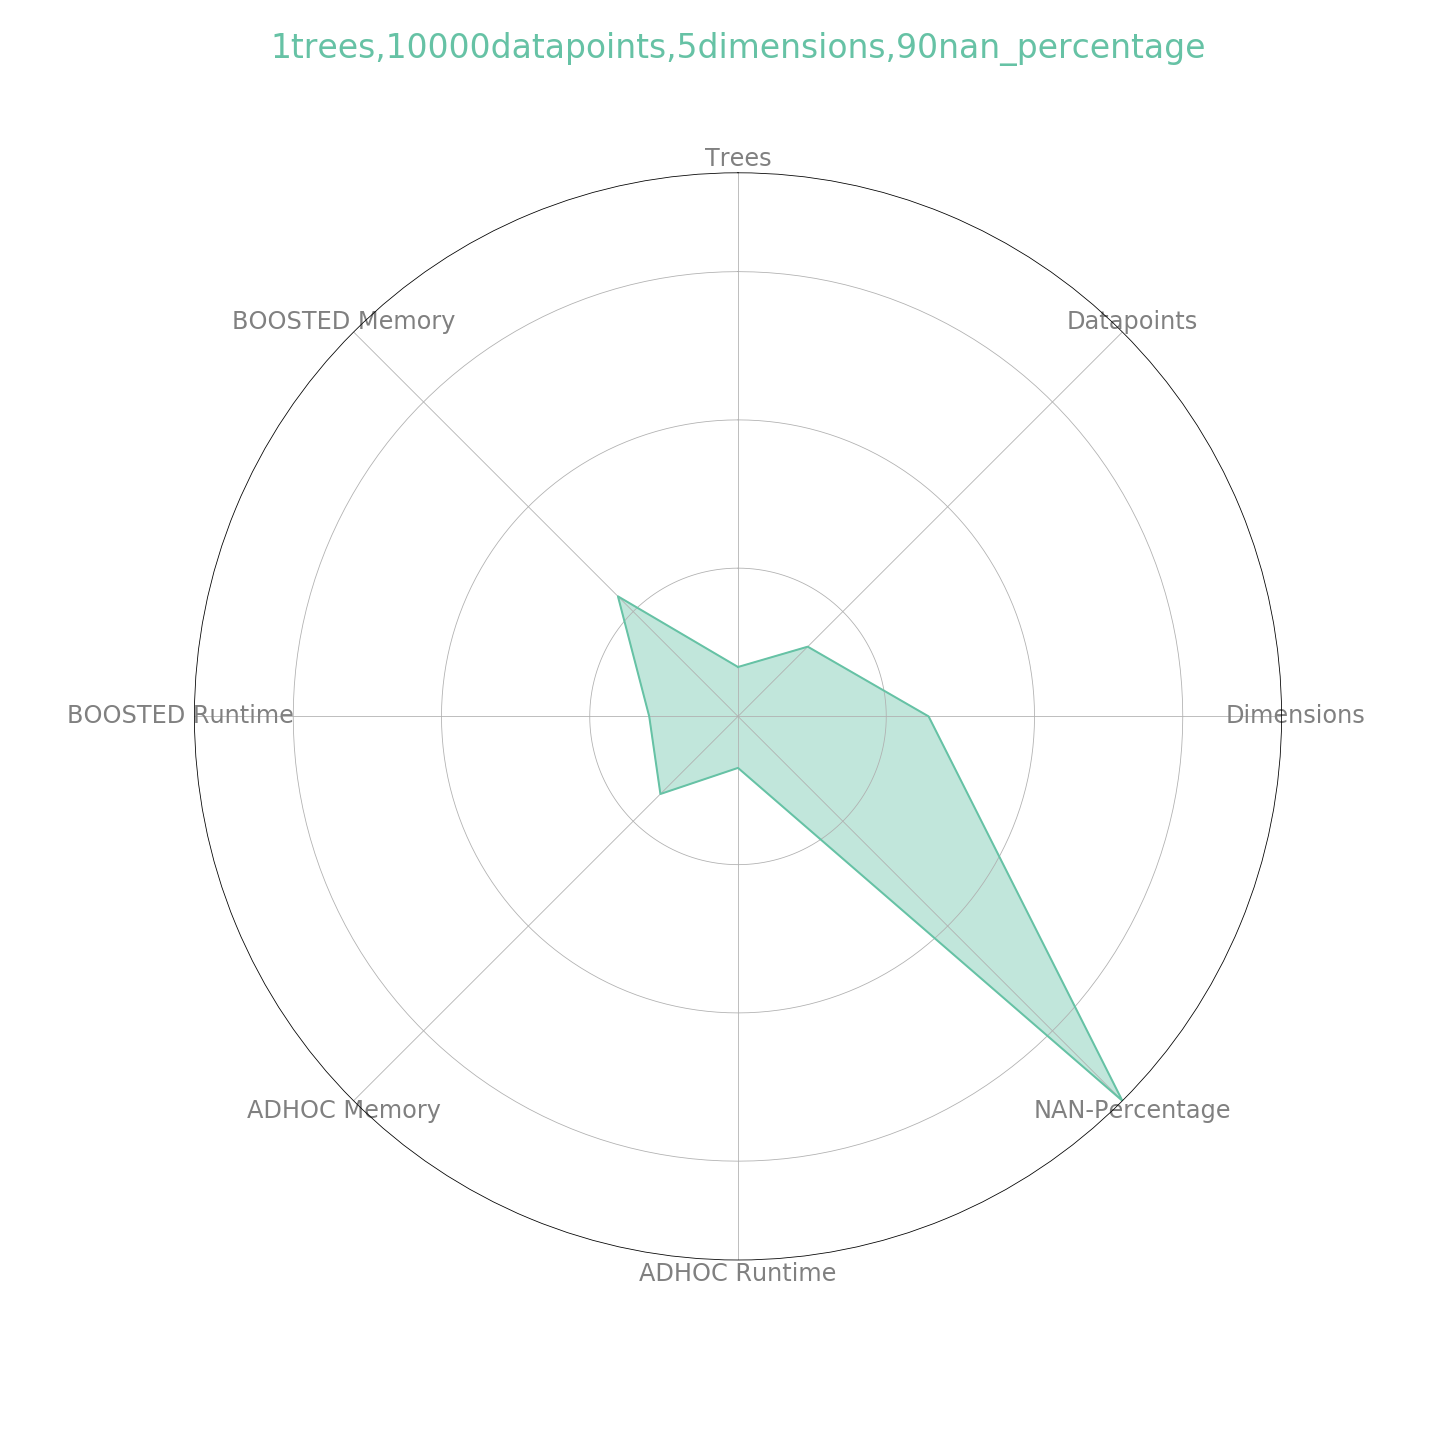 1trees,10000datapoints,5dimensions,90nan_percentage
Trees
BOOSTED Memory
Datapoints
BOOSTED Runtime
Dimensions
ADHOC Memory
NAN-Percentage
ADHOC Runtime